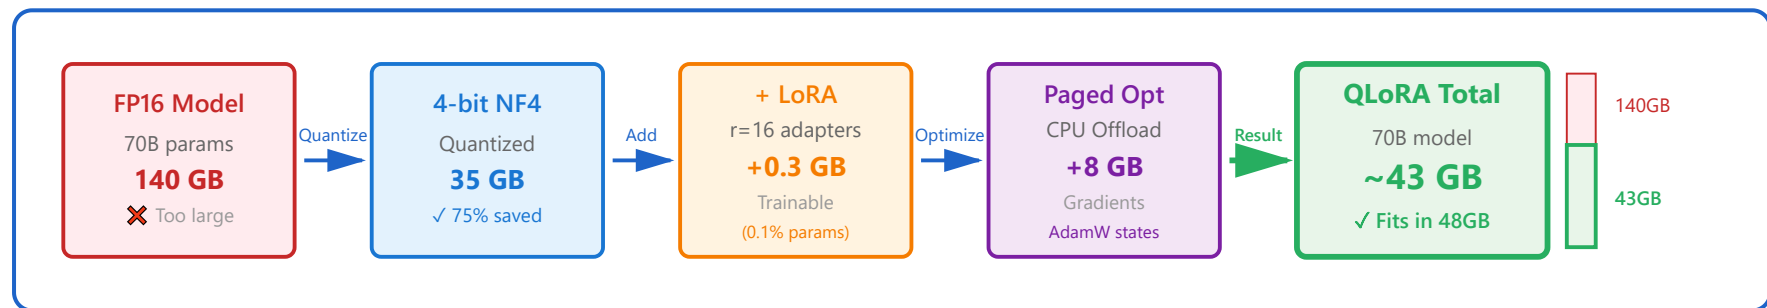 FP16 Model
70B params
140 GB
❌ Too large
Quantize
4-bit NF4
Quantized
35 GB
✓ 75% saved
Add
+ LoRA
r=16 adapters
+0.3 GB
Trainable
(0.1% params)
Optimize
Paged Opt
CPU Offload
+8 GB
Gradients
AdamW states
Result
QLoRA Total
70B model
~43 GB
✓ Fits in 48GB
140GB
43GB